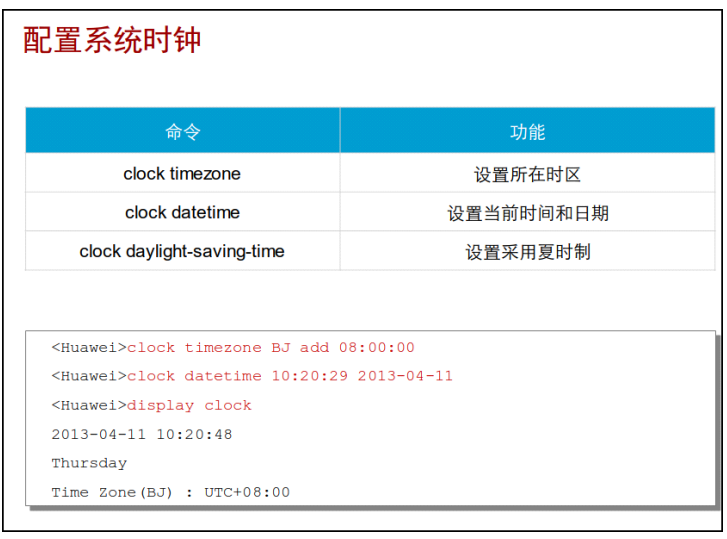 配置系统时钟
命令 功能
clock timezone 设置所在时区
clock datetime 设置当前时间和日期
clock daylight-saving-time 设置采用夏时制
<Huawei>clock timezone BJ add 08:00:00
<Huawei>clock datetime 10:20:29 2013-04-11
<Huawei>display clock
2013-04-11 10:20:48
Thursday
Time Zone(BJ) : UTC+08:00